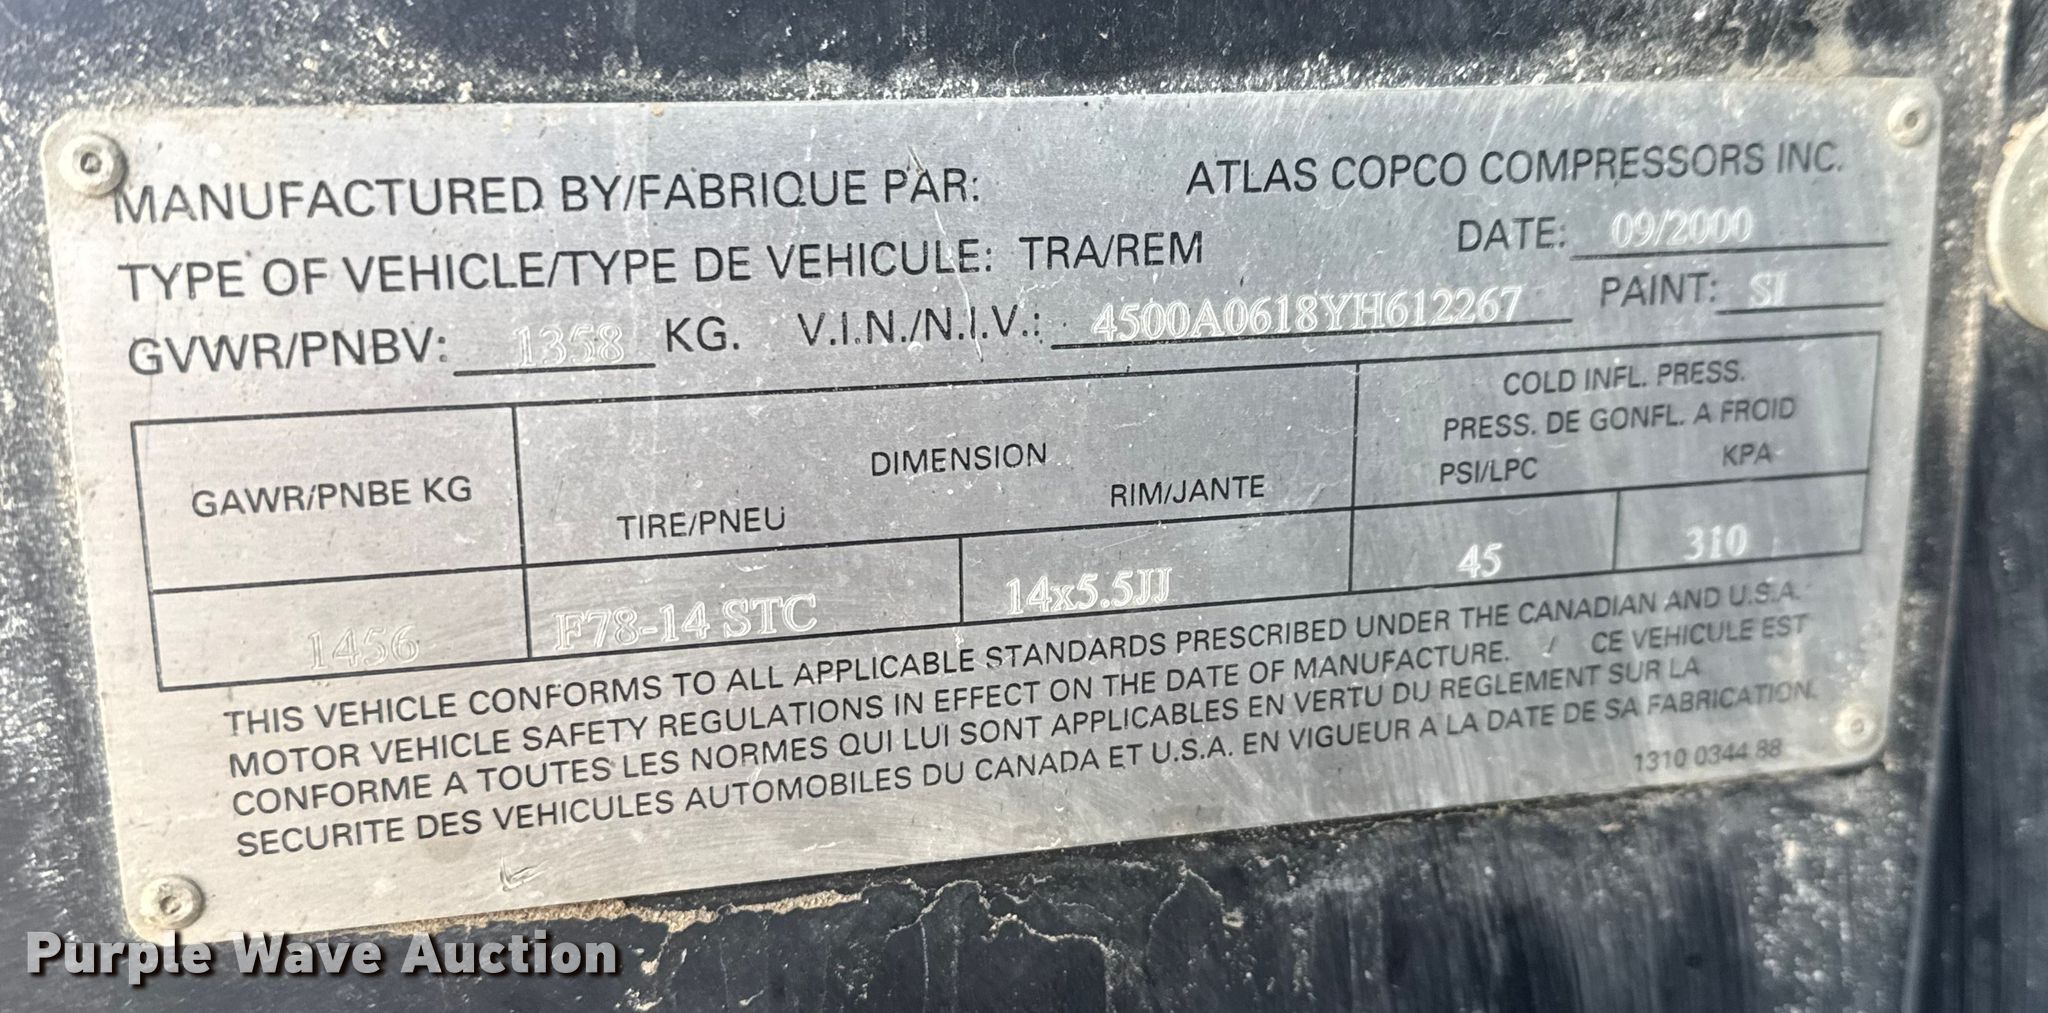 MANUFACTURED BY/FABRIQUE PAR: ATLAS COPCO COMPRESSORS INC.
TYPE OF VEHICLE/TYPE DE VEHICULE: TRA/REM DATE: 09/2000
GVWR/PNBV: 1358 KG. V.I.N./N.I.V.: 4500A0618YH612267 PAINT: SI
COLD INFL. PRESS.
PRESS. DE GONFL. A FROID
GAWR/PNBE KG DIMENSION PSI/LPC KPA
TIRE/PNEU RIM/JANTE
1456 F78-14 STC 14x5.5JJ 45 310
THIS VEHICLE CONFORMS TO ALL APPLICABLE STANDARDS PRESCRIBED UNDER THE CANADIAN AND U.S.A.
MOTOR VEHICLE SAFETY REGULATIONS IN EFFECT ON THE DATE OF MANUFACTURE. / CE VEHICULE EST
CONFORME A TOUTES LES NORMES QUI LUI SONT APPLICABLES EN VERTU DU REGLEMENT SUR LA
SECURITE DES VEHICULES AUTOMOBILES DU CANADA ET U.S.A. EN VIGUEUR A LA DATE DE SA FABRICATION.
1310 0344 88
Purple Wave Auction